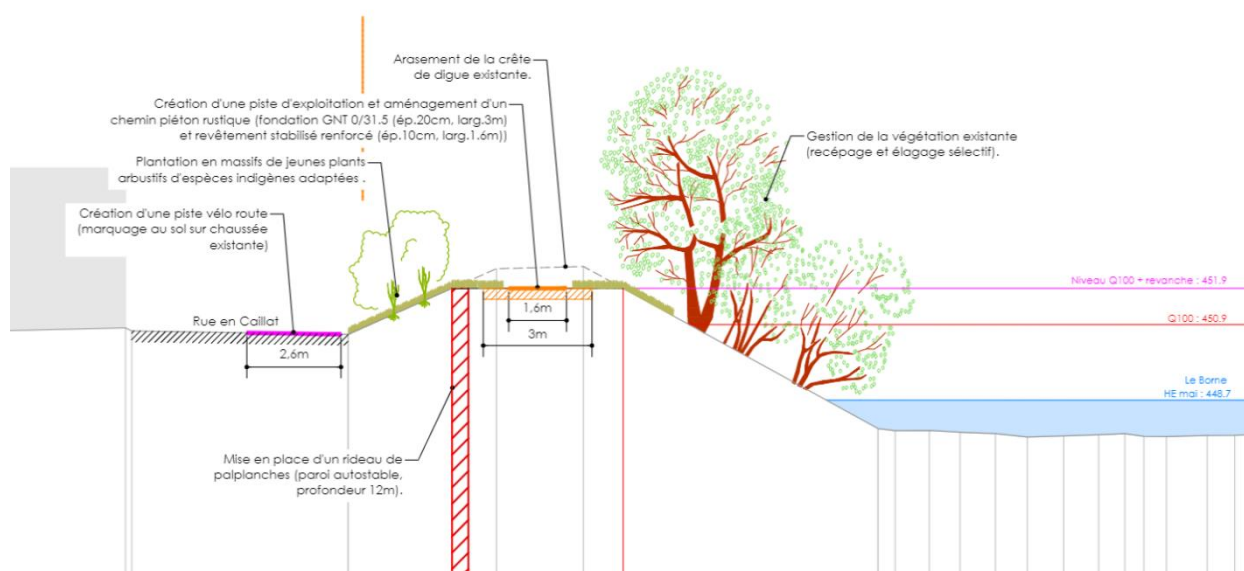 Arasement de la crête
de digue existante.
Création d'une piste d'exploitation et aménagement d'un
chemin piéton rustique (fondation GNT 0/31.5 (ép.20cm, larg.3m)
et revêtement stabilisé renforcé (ép.10cm, larg.1.6m))
Gestion de la végétation existante
(recépage et élagage sélectif).
Plantation en massifs de jeunes plants
arbustifs d'espèces indigènes adaptées .
Création d'une piste vélo route
(marquage au sol sur chaussée
existante)
Niveau Q100 + revanche : 451.9
Rue en Caillat
1,6m
Q100 : 450.9
3m
2,6m
Le Borne
HE mai : 448.7
Mise en place d'un rideau de
palplanches (paroi autostable,
profondeur 12m).